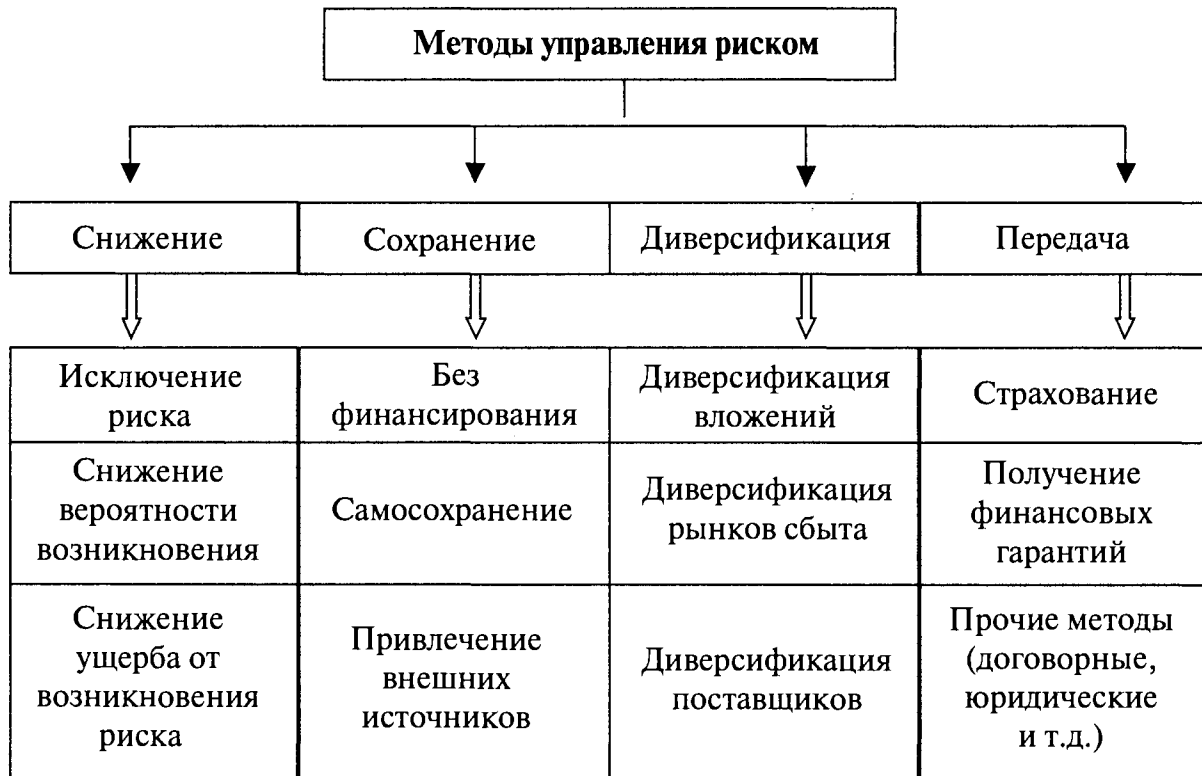 Методы управления риском
Снижение
Сохранение
Диверсификация
Передача
Исключение
риска
Без
финансирования
Диверсификация
вложений
Страхование
Снижение
вероятности
возникновения
Самосохранение
Диверсификация
рынков сбыта
Получение
финансовых
гарантий
Снижение
ущерба от
возникновения
риска
Привлечение
внешних
источников
Диверсификация
поставщиков
Прочие методы
(договорные,
юридические
и т.д.)